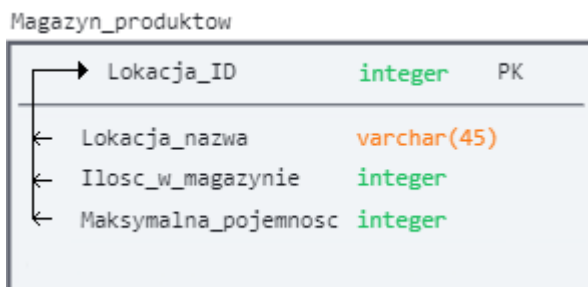 Magazyn_produktow
Lokacja_ID integer PK
Lokacja_nazwa varchar(45)
Ilosc_w_magazynie integer
Maksymalna_pojemnosc integer